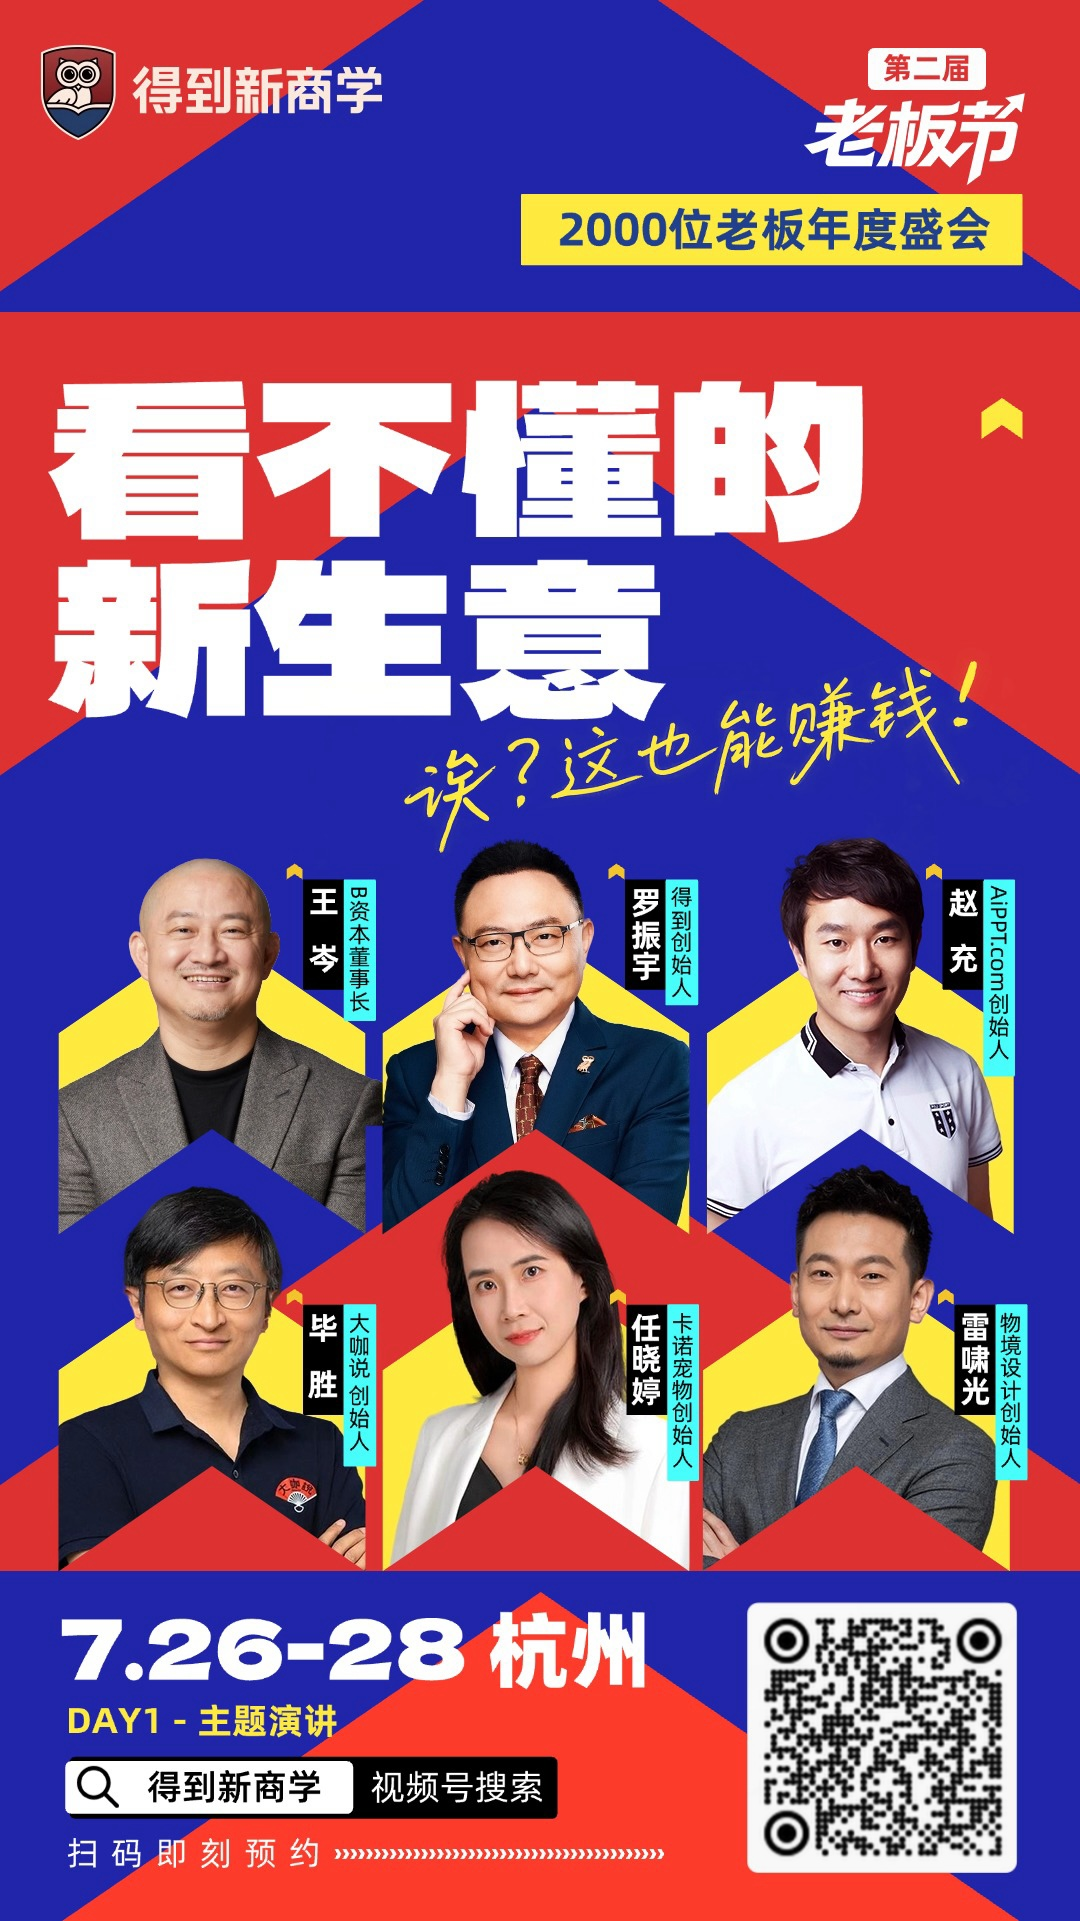 得到新商学
第二届
老板节
2000位老板年度盛会
看不懂的
新生意
诶?这也能赚钱!
王岑
B资本董事长
罗振宇
得到创始人
赵充
AiPPT.com创始人
毕胜
大咖说 创始人
大咖说
任晓婷
卡诺宠物创始人
雷啸光
物境设计创始人
7.26-28 杭州
DAY1 - 主题演讲
得到新商学 视频号搜索
扫码即刻预约